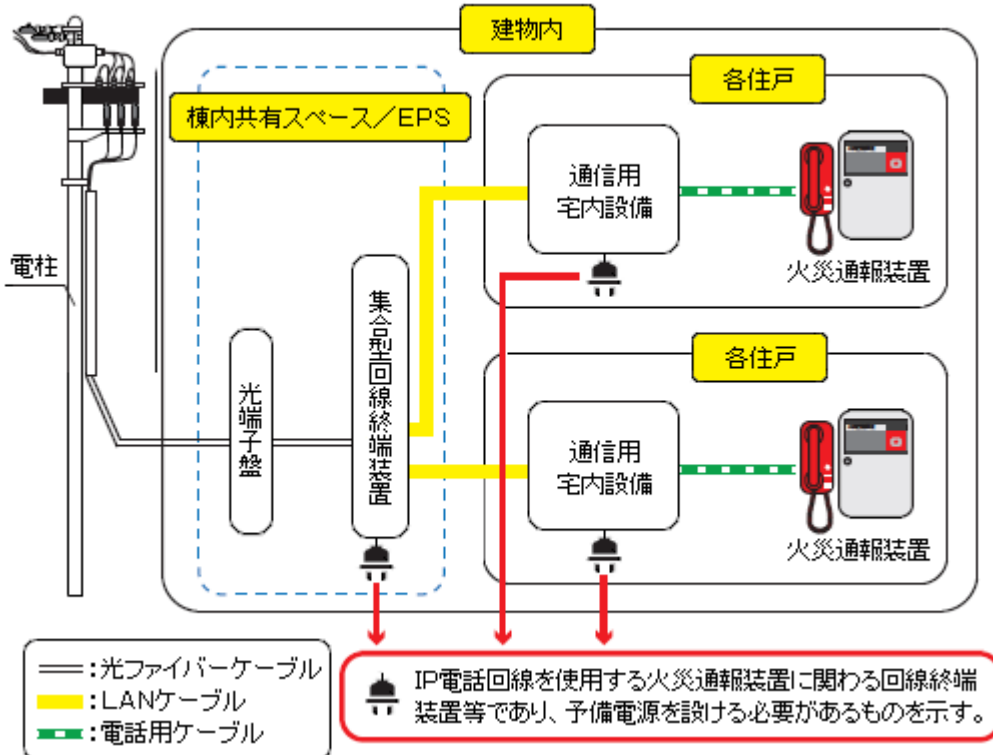 建物内
各住戸
棟内共有スペース／EPS
通信用
宅内設備
火災通報装置
電柱
集合型回線終端装置
光端子盤
各住戸
通信用
宅内設備
火災通報装置
：光ファイバーケーブル
：LANケーブル
：電話用ケーブル
IP電話回線を使用する火災通報装置に関わる回線終端
装置等であり、予備電源を設ける必要があるものを示す。